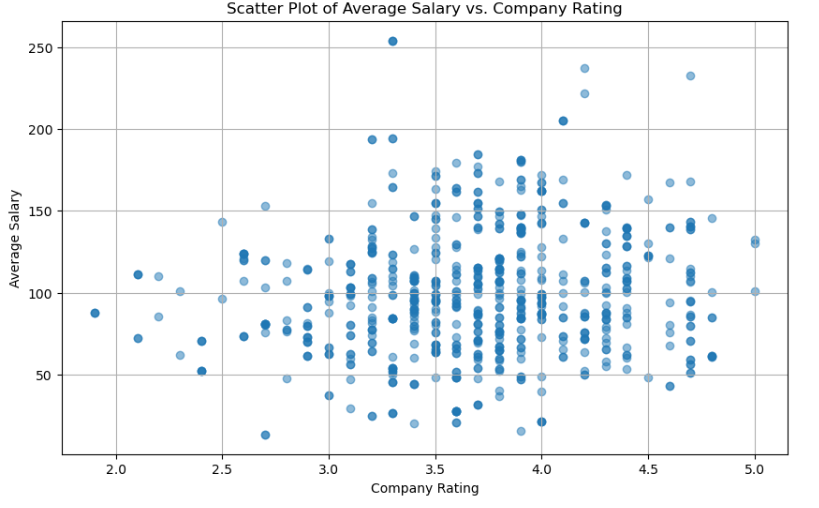 Scatter Plot of Average Salary vs. Company Rating
250
200
150
100
50
Average Salary
2.0 2.5 3.0 3.5 4.0 4.5 5.0
Company Rating